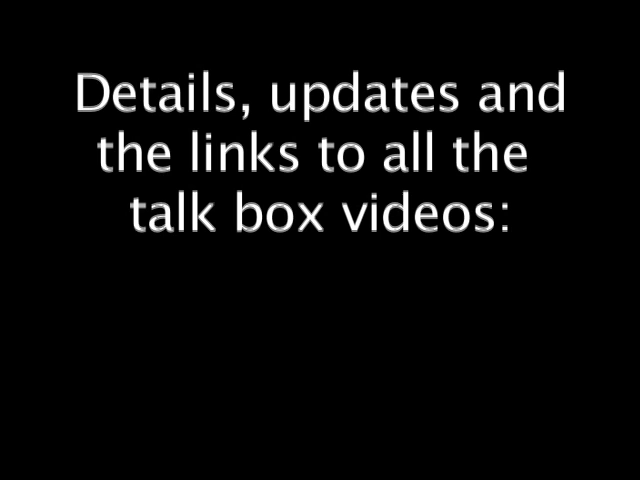 Details, updates and
the links to all the
talk box videos: